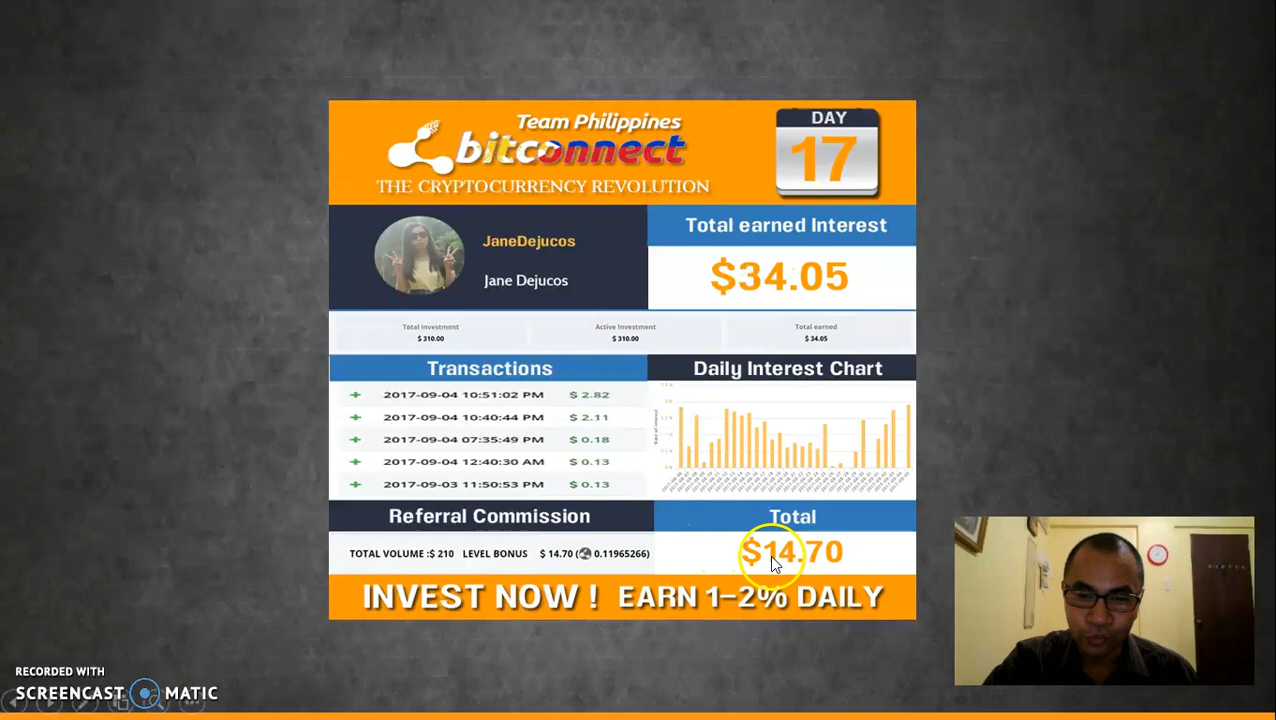 Team Philippines
bitconnect
THE CRYPTOCURRENCY REVOLUTION
DAY
17
JaneDejucos
Jane Dejucos
Total earned Interest
$34.05
Total investment
$ 310.00
Active Investment
$ 310.00
Total earned
$ 34.05
Transactions
+ 2017-09-04 10:51:02 PM $ 2.82
+ 2017-09-04 10:40:44 PM $ 2.11
+ 2017-09-04 07:35:49 PM $ 0.18
+ 2017-09-04 12:40:30 AM $ 0.13
+ 2017-09-03 11:50:53 PM $ 0.13
Daily Interest Chart
Referral Commission
TOTAL VOLUME :$ 210 LEVEL BONUS $ 14.70 ( 0.11965266)
Total
$14.70
INVEST NOW ! EARN 1-2% DAILY
RECORDED WITH
SCREENCAST MATIC